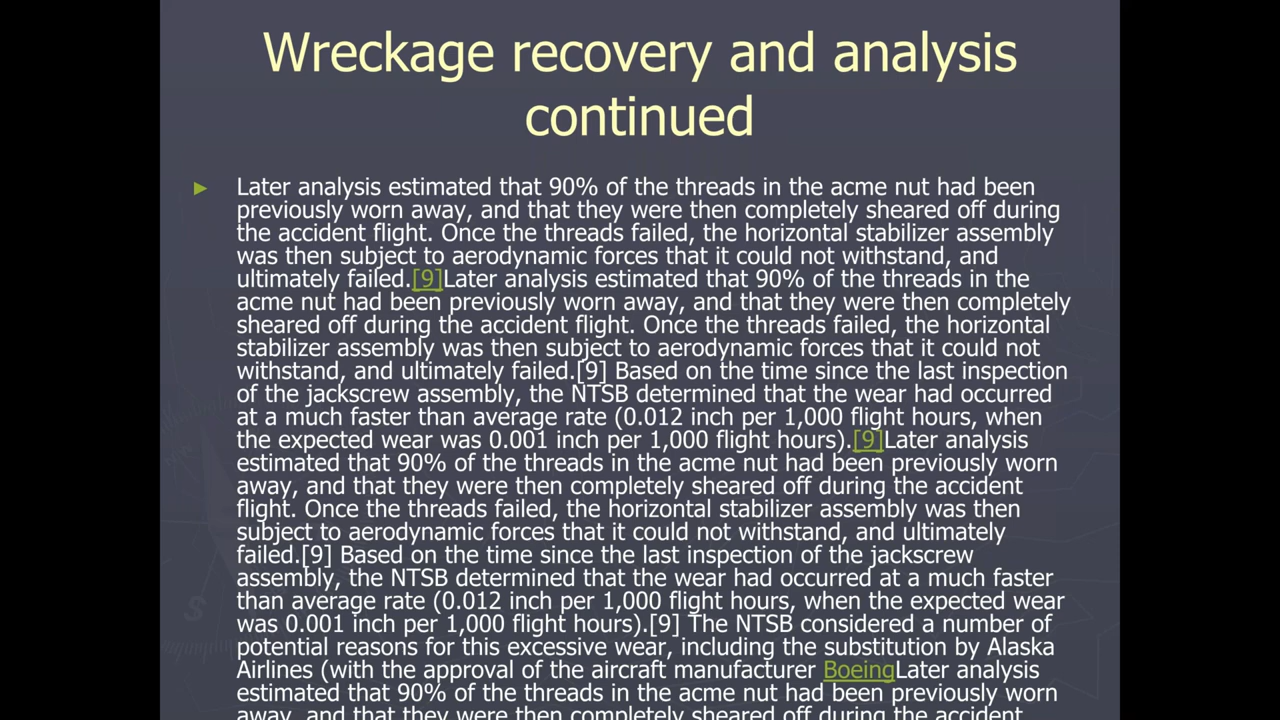 Wreckage recovery and analysis
continued
Later analysis estimated that 90% of the threads in the acme nut had been
previously worn away, and that they were then completely sheared off during
the accident flight. Once the threads failed, the horizontal stabilizer assembly
was then subject to aerodynamic forces that it could not withstand, and
ultimately failed.[9]Later analysis estimated that 90% of the threads in the
acme nut had been previously worn away, and that they were then completely
sheared off during the accident flight. Once the threads failed, the horizontal
stabilizer assembly was then subject to aerodynamic forces that it could not
withstand, and ultimately failed.[9] Based on the time since the last inspection
of the jackscrew assembly, the NTSB determined that the wear had occurred
at a much faster than average rate (0.012 inch per 1,000 flight hours, when
the expected wear was 0.001 inch per 1,000 flight hours).[9]Later analysis
estimated that 90% of the threads in the acme nut had been previously worn
away, and that they were then completely sheared off during the accident
flight. Once the threads failed, the horizontal stabilizer assembly was then
subject to aerodynamic forces that it could not withstand, and ultimately
failed.[9] Based on the time since the last inspection of the jackscrew
assembly, the NTSB determined that the wear had occurred at a much faster
than average rate (0.012 inch per 1,000 flight hours, when the expected wear
was 0.001 inch per 1,000 flight hours).[9] The NTSB considered a number of
potential reasons for this excessive wear, including the substitution by Alaska
Airlines (with the approval of the aircraft manufacturer BoeingLater analysis
estimated that 90% of the threads in the acme nut had been previously worn
away, and that they were then completely sheared off during the accident